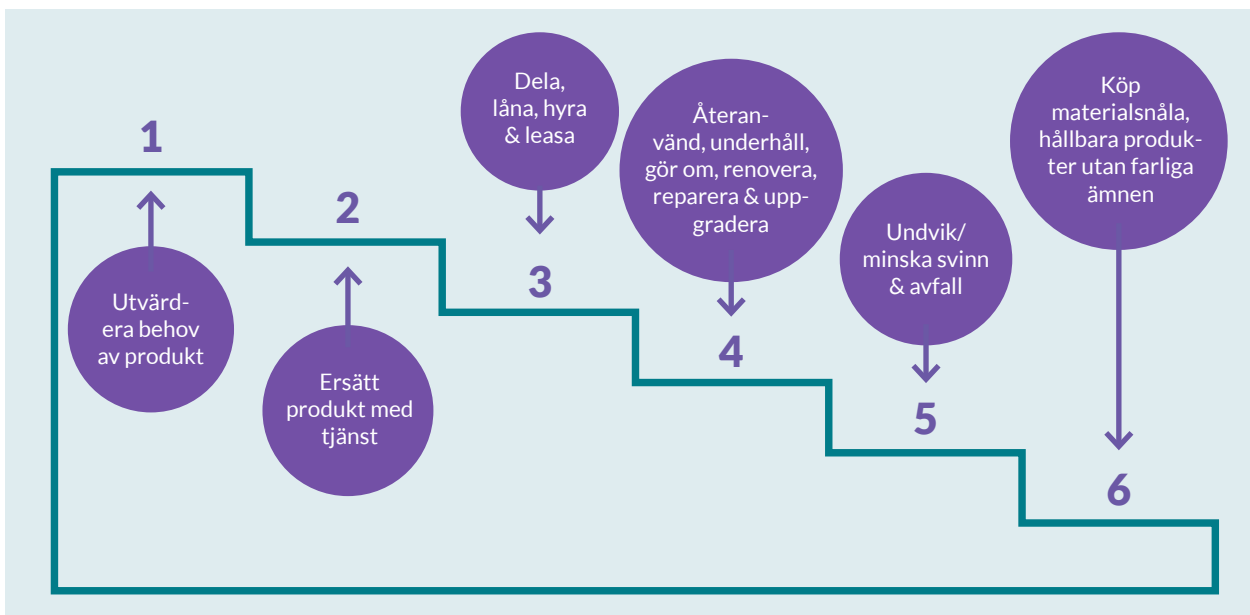 1
Utvärd-
era behov
av produkt
2
Ersätt
produkt med
tjänst
Dela,
låna, hyra
& leasa
3
Återan-
vänd, underhåll,
gör om, renovera,
reparera & upp-
gradera
4
Undvik/
minska svinn
& avfall
5
Köp
materialsnåla,
hållbara produk-
ter utan farliga
ämnen
6